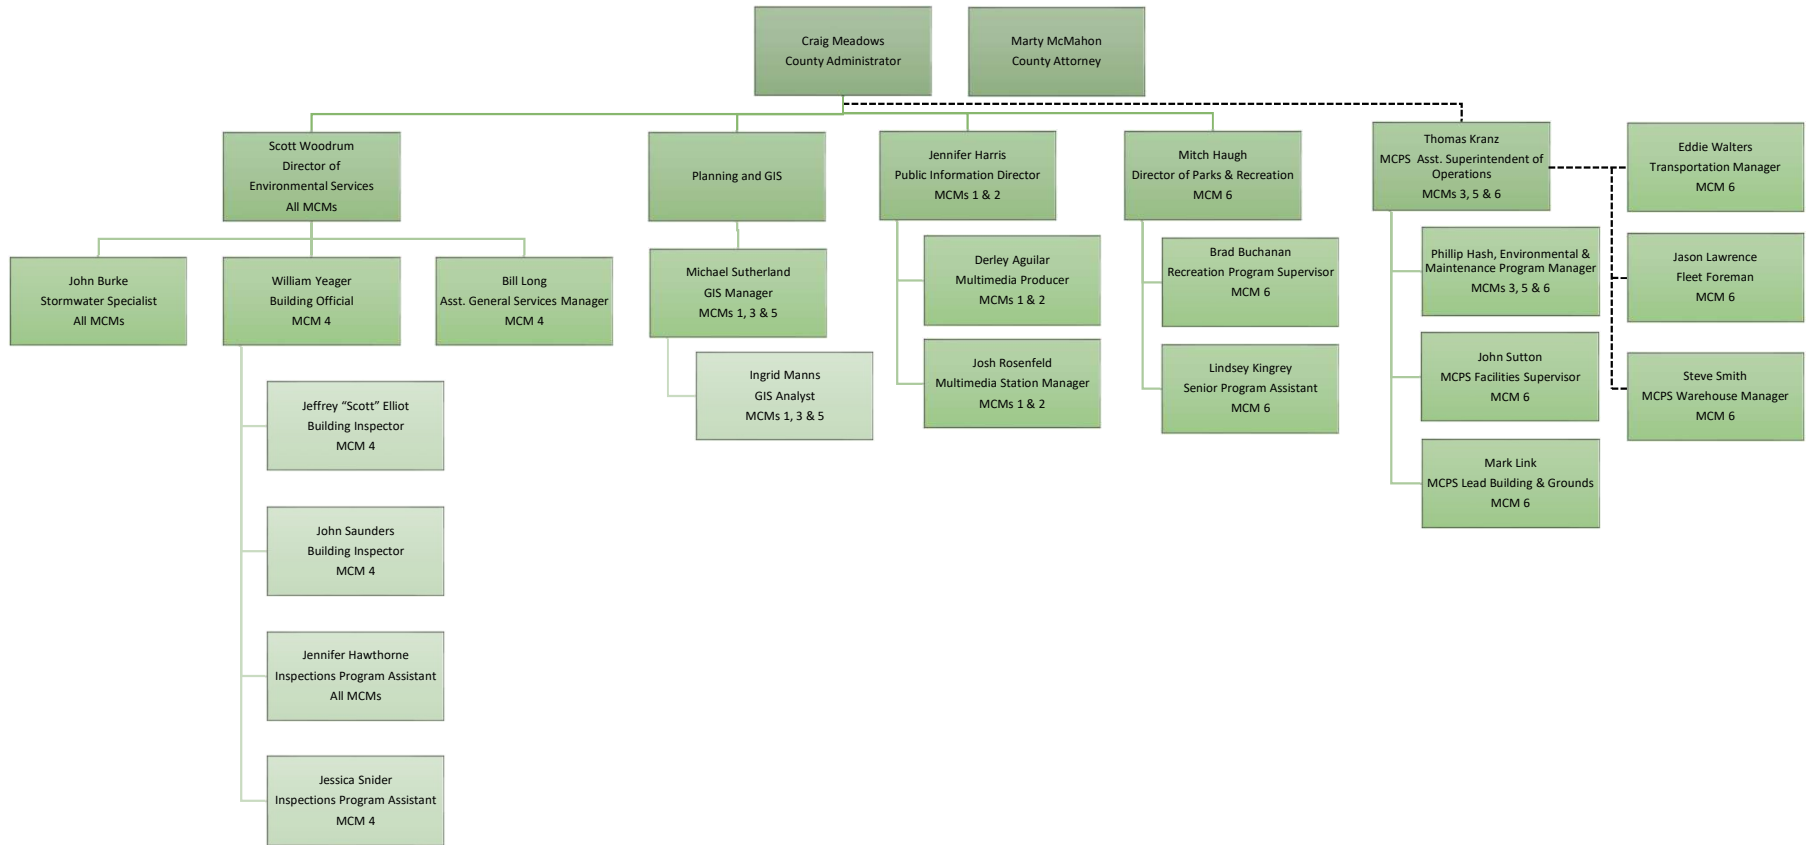 Craig Meadows
County Administrator
Marty McMahon
County Attorney
Scott Woodrum
Director of
Environmental Services
All MCMs
Planning and GIS
Jennifer Harris
Public Information Director
MCMs 1 & 2
Mitch Haugh
Director of Parks & Recreation
MCM 6
Thomas Kranz
MCPS Asst. Superintendent of
Operations
MCMs 3, 5 & 6
Eddie Walters
Transportation Manager
MCM 6
John Burke
Stormwater Specialist
All MCMs
William Yeager
Building Official
MCM 4
Bill Long
Asst. General Services Manager
MCM 4
Michael Sutherland
GIS Manager
MCMs 1, 3 & 5
Derley Aguilar
Multimedia Producer
MCMs 1 & 2
Brad Buchanan
Recreation Program Supervisor
MCM 6
Phillip Hash, Environmental &
Maintenance Program Manager
MCMs 3, 5 & 6
Jason Lawrence
Fleet Foreman
MCM 6
Ingrid Manns
GIS Analyst
MCMs 1, 3 & 5
Josh Rosenfeld
Multimedia Station Manager
MCMs 1 & 2
Lindsey Kingrey
Senior Program Assistant
MCM 6
John Sutton
MCPS Facilities Supervisor
MCM 6
Steve Smith
MCPS Warehouse Manager
MCM 6
Jeffrey “Scott” Elliot
Building Inspector
MCM 4
Mark Link
MCPS Lead Building & Grounds
MCM 6
John Saunders
Building Inspector
MCM 4
Jennifer Hawthorne
Inspections Program Assistant
All MCMs
Jessica Snider
Inspections Program Assistant
MCM 4